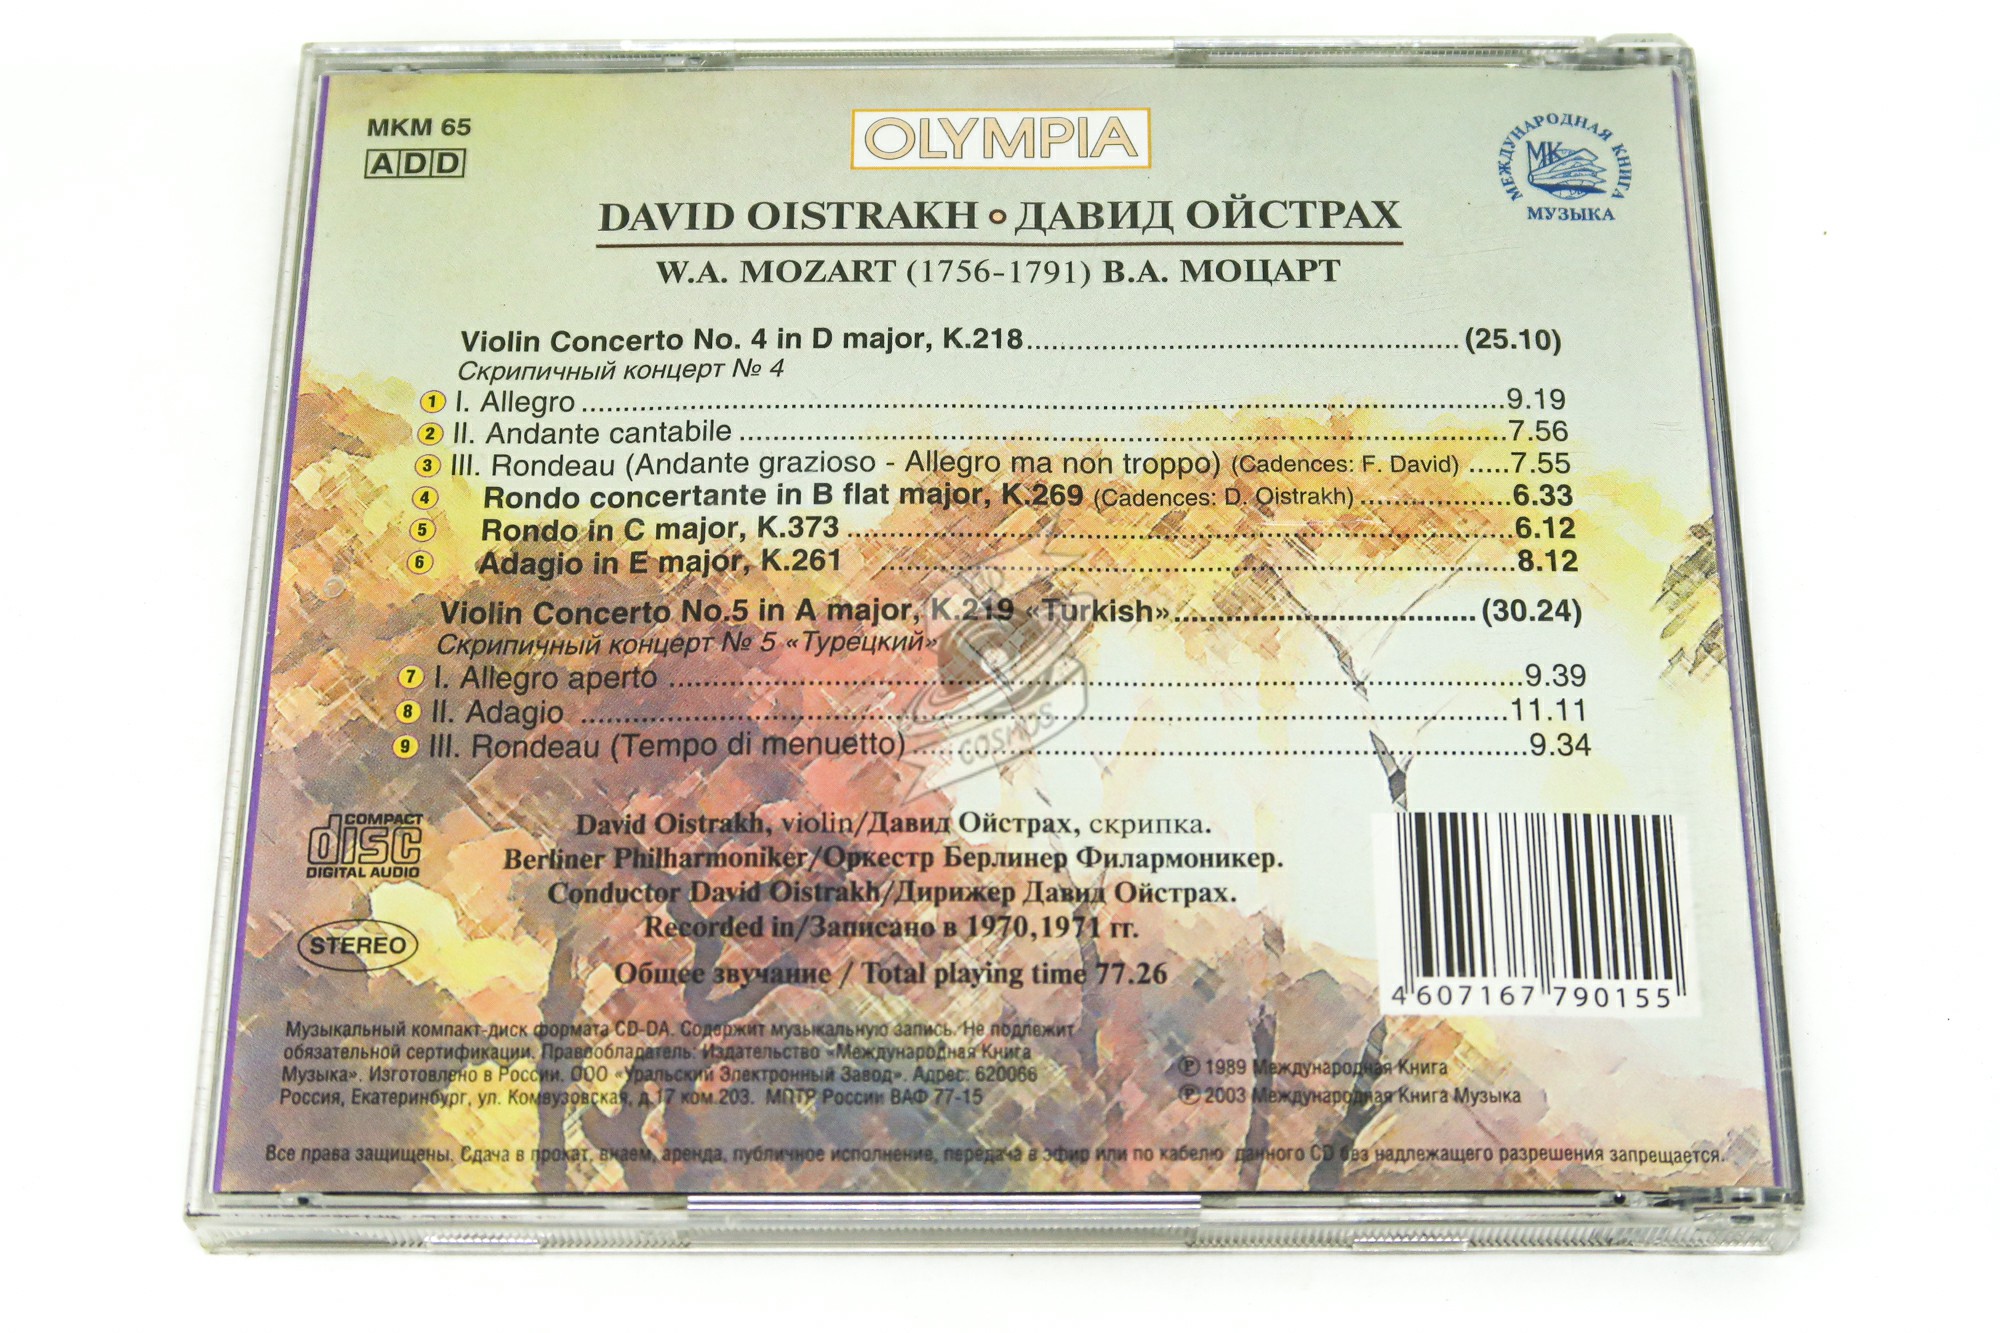 MKM 65
ADD
OLYMPIA
МЕЖДУНАРОДНАЯ КНИГА
МК
МУЗЫКА
DAVID OISTRAKH • ДАВИД ОЙСТРАХ
W.A. MOZART (1756-1791) В.А. МОЦАРТ
Violin Concerto No. 4 in D major, K.218 (25.10)
Скрипичный концерт № 4
1 I. Allegro 9.19
2 II. Andante cantabile 7.56
3 III. Rondeau (Andante grazioso - Allegro ma non troppo) (Cadences: F. David) 7.55
4 Rondo concertante in B flat major, K.269 (Cadences: D. Oistrakh) 6.33
5 Rondo in C major, K.373 6.12
6 Adagio in E major, K.261 8.12
Violin Concerto No.5 in A major, K.219 «Turkish» (30.24)
Скрипичный концерт № 5 «Турецкий»
7 I. Allegro aperto 9.39
8 II. Adagio 11.11
9 III. Rondeau (Tempo di menuetto) 9.34
COSMOS
COMPACT
disc
DIGITAL AUDIO
STEREO
David Oistrakh, violin/Давид Ойстрах, скрипка.
Berliner Philharmoniker/Оркестр Берлинер Филармоникер.
Conductor David Oistrakh/Дирижер Давид Ойстрах.
Recorded in/Записано в 1970,1971 гг.
Общее звучание / Total playing time 77.26
4 607167 790155
Музыкальный компакт-диск формата CD-DA. Содержит музыкальную запись. Не подлежит
обязательной сертификации. Правообладатель: Издательство «Международная Книга
Музыка». Изготовлено в России. ООО «Уральский Электронный Завод». Адрес: 620066
Россия, Екатеринбург, ул. Комвузовская, д.17 ком 203. МПТР России ВАФ 77-15
℗ 1989 Международная Книга
℗ 2003 Международная Книга Музыка
Все права защищены. Сдача в прокат, внаем, аренда, публичное исполнение, передача в эфир или по кабелю данного CD без надлежащего разрешения запрещается.